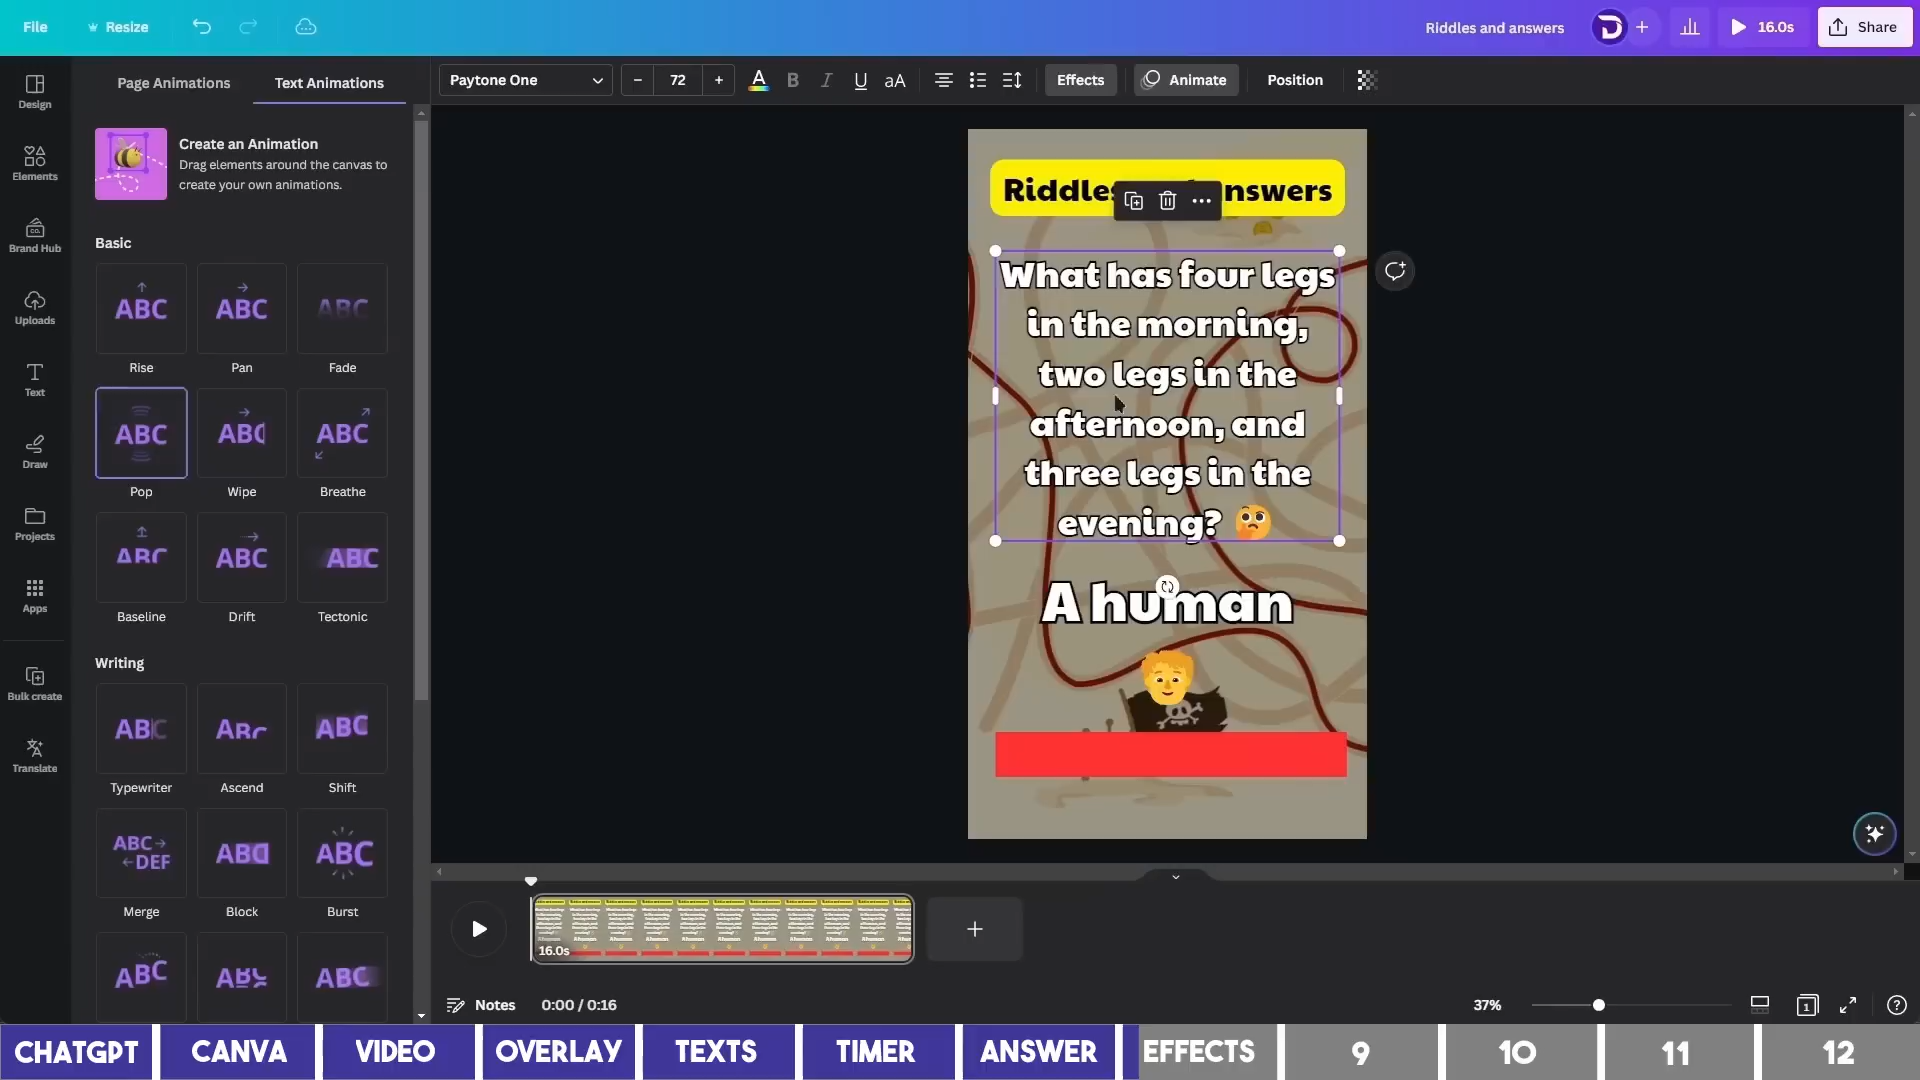 File
Resize
Riddles and answers
16.0s
Share
Design
Elements
Brand Hub
Uploads
Text
Draw
Projects
Apps
Bulk create
Translate
Page Animations
Text Animations
Create an Animation
Drag elements around the canvas to
create your own animations.
Basic
ABC ABC ABC
Rise Pan Fade
ABC ABC ABC
Pop Wipe Breathe
ABC ABC ABC
Baseline Drift Tectonic
Writing
ABC ABC ABC
Typewriter Ascend Shift
ABC
DEF
ABC ABC
Merge Block Burst
ABC ABC ABC
Paytone One
72
A B I U aA
Effects
Animate
Position
Riddles answers
What has four legs
in the morning,
two legs in the
afternoon, and
three legs in the
evening?
A human
16.0s
Notes
0:00 / 0:16
37%
1
CHATGPT CANVA VIDEO OVERLAY TEXTS TIMER ANSWER EFFECTS 9 10 11 12